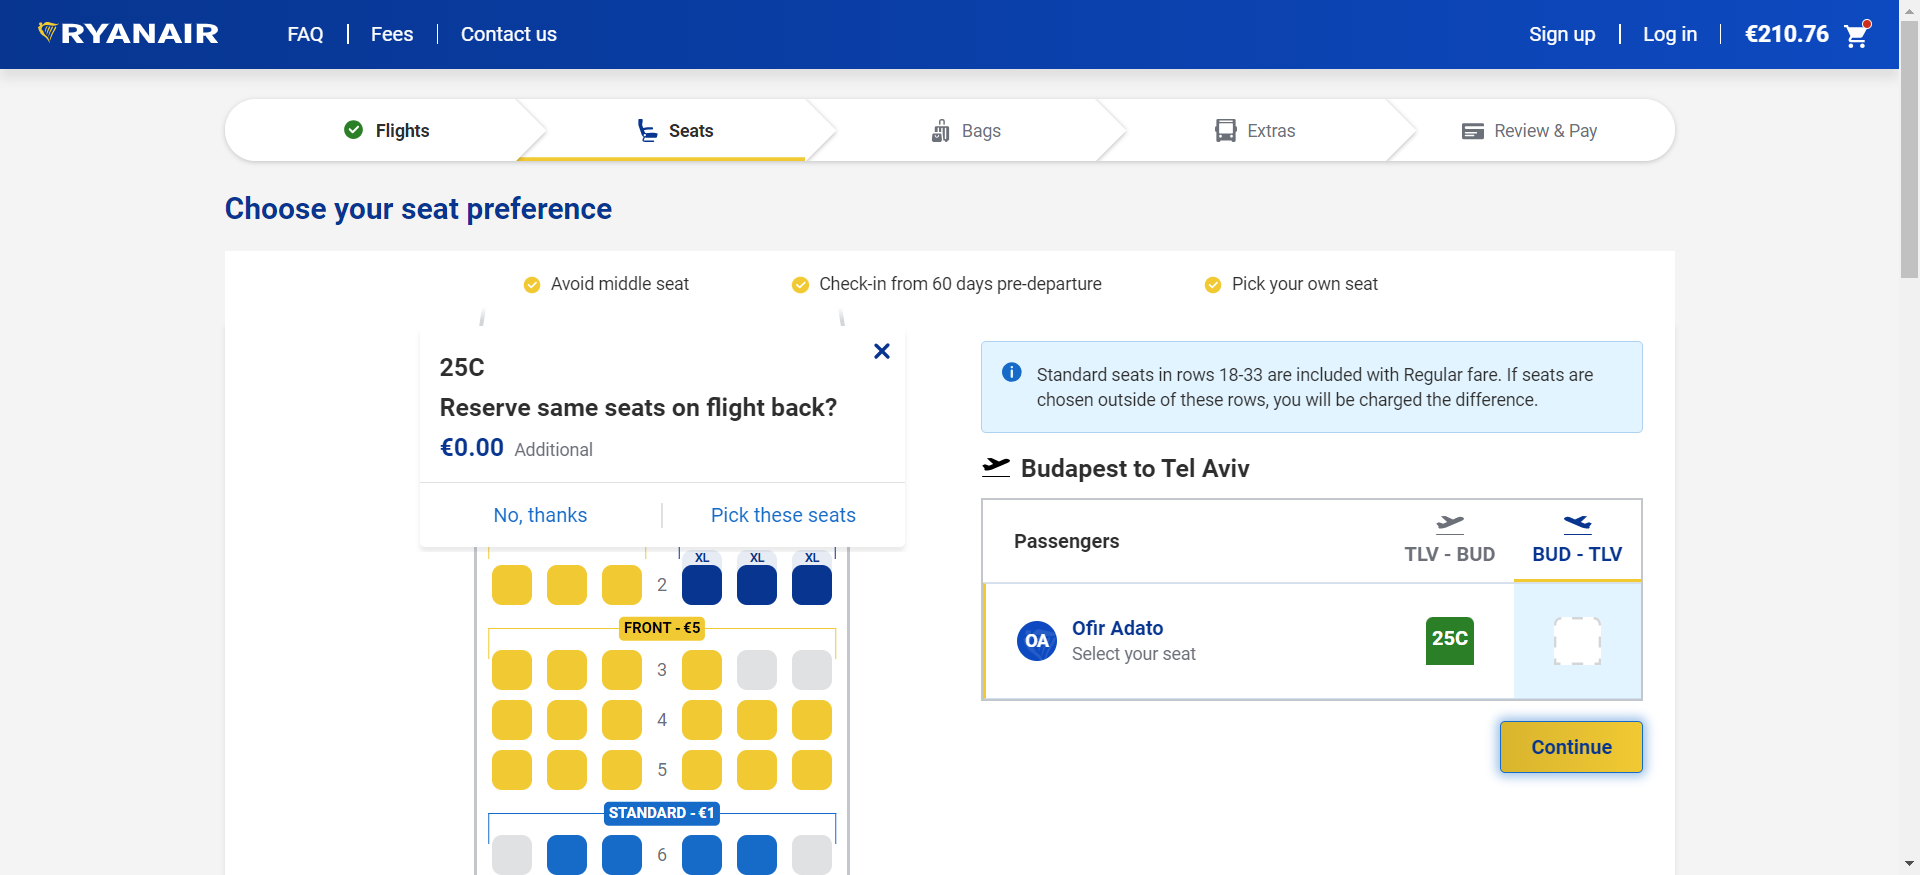 RYANAIR
FAQ
Fees
Contact us
Sign up
Log in
€210.76
Flights
Seats
Bags
Extras
Review & Pay
Choose your seat preference
Avoid middle seat
Check-in from 60 days pre-departure
Pick your own seat
25C
Reserve same seats on flight back?
€0.00 Additional
No, thanks
Pick these seats
XL XL XL
2
FRONT - €5
3
4
5
STANDARD - €1
6
Standard seats in rows 18-33 are included with Regular fare. If seats are
chosen outside of these rows, you will be charged the difference.
Budapest to Tel Aviv
Passengers
TLV - BUD
BUD - TLV
OA
Ofir Adato
Select your seat
25C
Continue